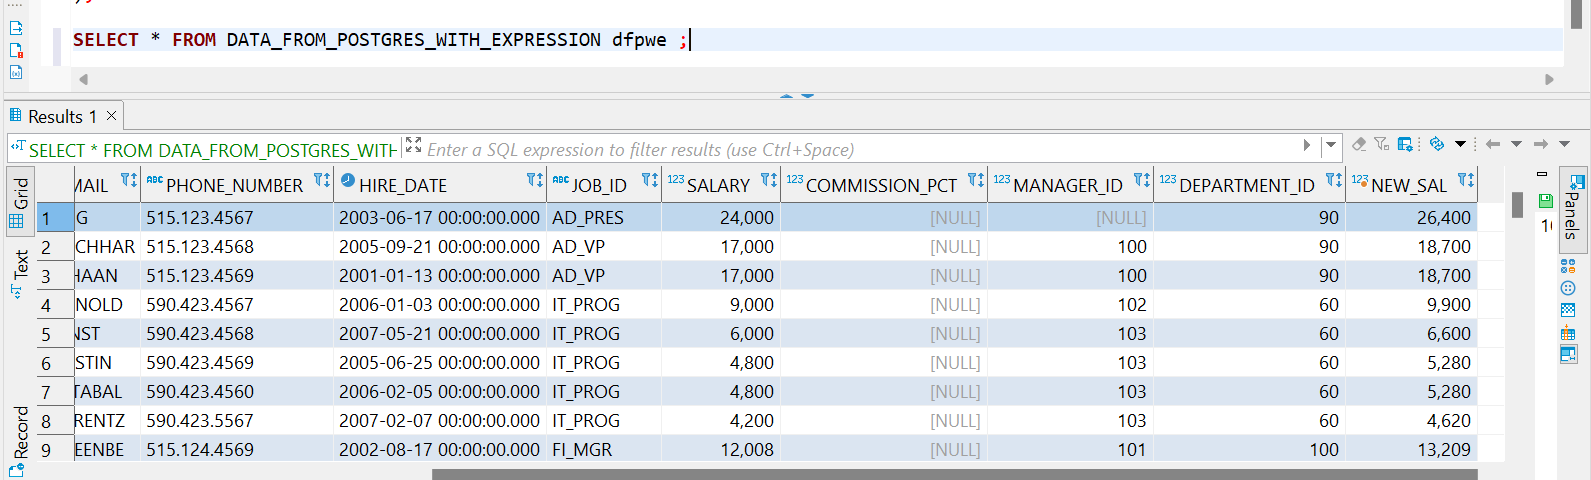 SELECT * FROM DATA_FROM_POSTGRES_WITH_EXPRESSION dfpwe ;
Results 1
SELECT * FROM DATA_FROM_POSTGRES_WITH Enter a SQL expression to filter results (use Ctrl+Space)
MAIL PHONE_NUMBER HIRE_DATE JOB_ID SALARY COMMISSION_PCT MANAGER_ID DEPARTMENT_ID NEW_SAL
1 G 515.123.4567 2003-06-17 00:00:00.000 AD_PRES 24,000 [NULL] [NULL] 90 26,400
2 CHHAR 515.123.4568 2005-09-21 00:00:00.000 AD_VP 17,000 [NULL] 100 90 18,700
3 HAAN 515.123.4569 2001-01-13 00:00:00.000 AD_VP 17,000 [NULL] 100 90 18,700
4 NOLD 590.423.4567 2006-01-03 00:00:00.000 IT_PROG 9,000 [NULL] 102 60 9,900
5 NST 590.423.4568 2007-05-21 00:00:00.000 IT_PROG 6,000 [NULL] 103 60 6,600
6 STIN 590.423.4569 2005-06-25 00:00:00.000 IT_PROG 4,800 [NULL] 103 60 5,280
7 TABAL 590.423.4560 2006-02-05 00:00:00.000 IT_PROG 4,800 [NULL] 103 60 5,280
8 RENTZ 590.423.5567 2007-02-07 00:00:00.000 IT_PROG 4,200 [NULL] 103 60 4,620
9 EENBE 515.124.4569 2002-08-17 00:00:00.000 FI_MGR 12,008 [NULL] 101 100 13,209
Grid
Text
Record
Panels